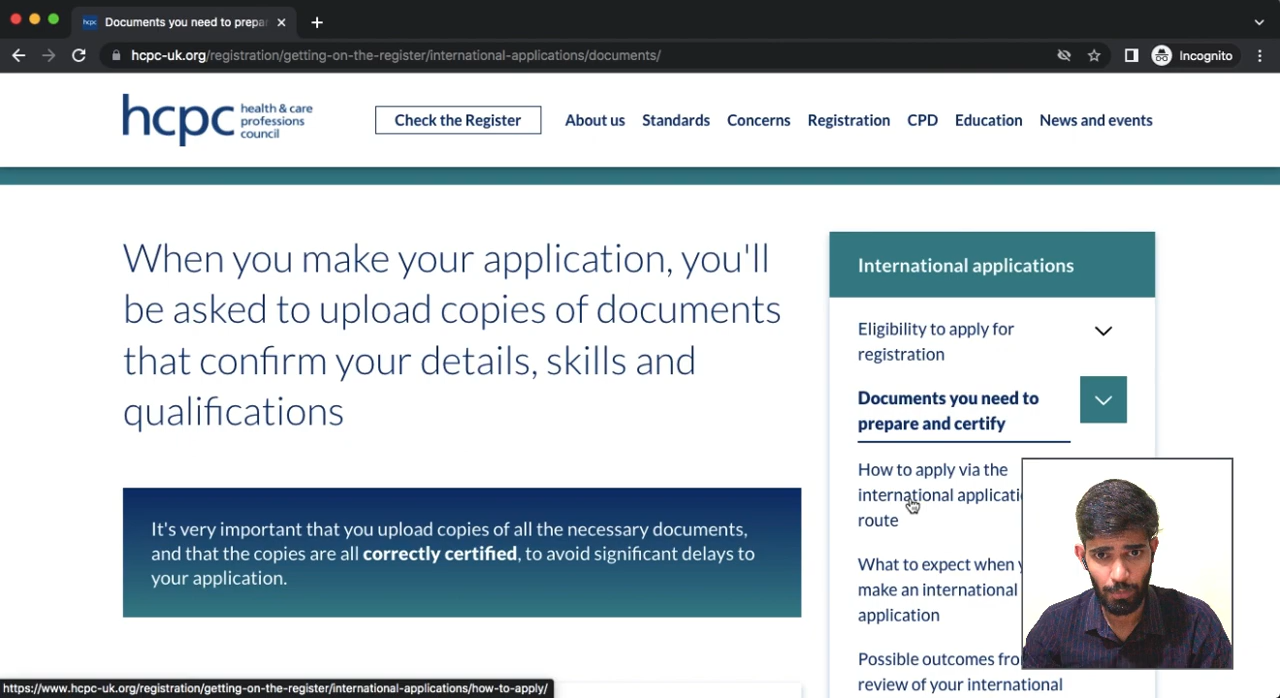 hcpc
Documents you need to prepa
hcpc-uk.org/registration/getting-on-the-register/international-applications/documents/
Incognito
hcpc
health & care
professions
council
Check the Register
About us
Standards
Concerns
Registration
CPD
Education
News and events
When you make your application, you'll
be asked to upload copies of documents
that confirm your details, skills and
qualifications
It's very important that you upload copies of all the necessary documents,
and that the copies are all correctly certified, to avoid significant delays to
your application.
International applications
Eligibility to apply for
registration
Documents you need to
prepare and certify
How to apply via the
international applicati
route
What to expect when y
make an international
application
Possible outcomes fro
review of your international
https://www.hcpc-uk.org/registration/getting-on-the-register/international-applications/how-to-apply/